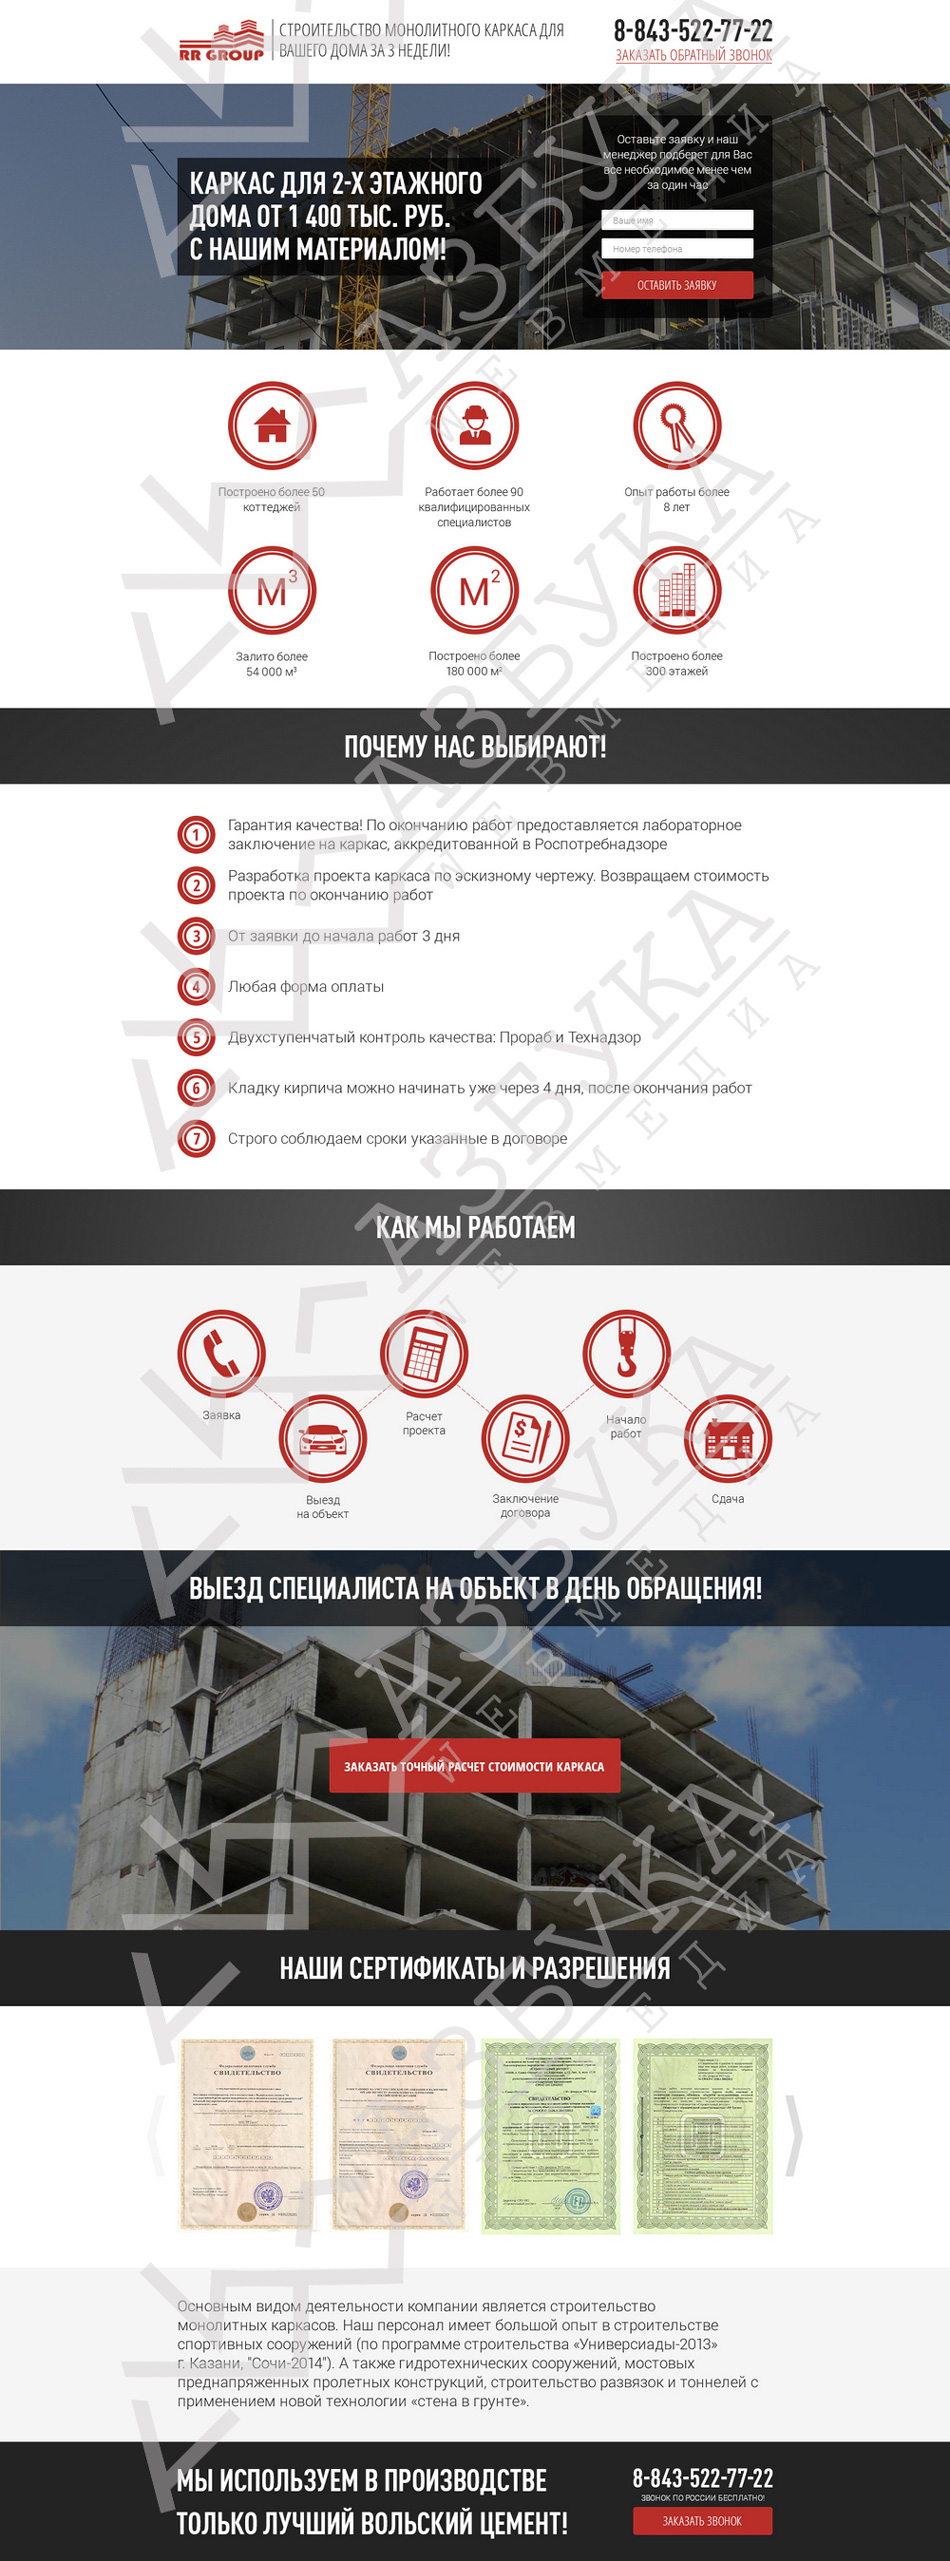 RR GROUP
СТРОИТЕЛЬСТВО МОНОЛИТНОГО КАРКАСА ДЛЯ
ВАШЕГО ДОМА ЗА 3 НЕДЕЛИ!
8-843-522-77-22
ЗАКАЗАТЬ ОБРАТНЫЙ ЗВОНОК
КАРКАС ДЛЯ 2-Х ЭТАЖНОГО
ДОМА ОТ 1 400 ТЫС. РУБ.
С НАШИМ МАТЕРИАЛОМ!
Оставьте заявку и наш
менеджер подберет для Вас
все необходимое менее чем
за один час
Ваше имя
Номер телефона
ОСТАВИТЬ ЗАЯВКУ
Построено более 50
коттеджей
Работает более 90
квалифицированных
специалистов
Опыт работы более
8 лет
М³
Залито более
54 000 м³
М²
Построено более
180 000 м²
Построено более
300 этажей
ПОЧЕМУ НАС ВЫБИРАЮТ!
1 Гарантия качества! По окончанию работ предоставляется лабораторное
заключение на каркас, аккредитованной в Роспотребнадзоре
2 Разработка проекта каркаса по эскизному чертежу. Возвращаем стоимость
проекта по окончанию работ
3 От заявки до начала работ 3 дня
4 Любая форма оплаты
5 Двухступенчатый контроль качества: Прораб и Технадзор
6 Кладку кирпича можно начинать уже через 4 дня, после окончания работ
7 Строго соблюдаем сроки указанные в договоре
КАК МЫ РАБОТАЕМ
Заявка
Выезд
на объект
Расчет
проекта
Заключение
договора
Начало
работ
Сдача
ВЫЕЗД СПЕЦИАЛИСТА НА ОБЪЕКТ В ДЕНЬ ОБРАЩЕНИЯ!
ЗАКАЗАТЬ ТОЧНЫЙ РАСЧЕТ СТОИМОСТИ КАРКАСА
НАШИ СЕРТИФИКАТЫ И РАЗРЕШЕНИЯ
СВИДЕТЕЛЬСТВО
СВИДЕТЕЛЬСТВО
СВИДЕТЕЛЬСТВО
Основным видом деятельности компании является строительство
монолитных каркасов. Наш персонал имеет большой опыт в строительстве
спортивных сооружений (по программе строительства «Универсиады-2013»
г. Казани, "Сочи-2014"). А также гидротехнических сооружений, мостовых
преднапряженных пролетных конструкций, строительство развязок и тоннелей с
применением новой технологии «стена в грунте».
МЫ ИСПОЛЬЗУЕМ В ПРОИЗВОДСТВЕ
ТОЛЬКО ЛУЧШИЙ ВОЛЬСКИЙ ЦЕМЕНТ!
8-843-522-77-22
ЗВОНОК ПО РОССИИ БЕСПЛАТНО!
ЗАКАЗАТЬ ЗВОНОК
АЗБУКА
WEBМЕДИА